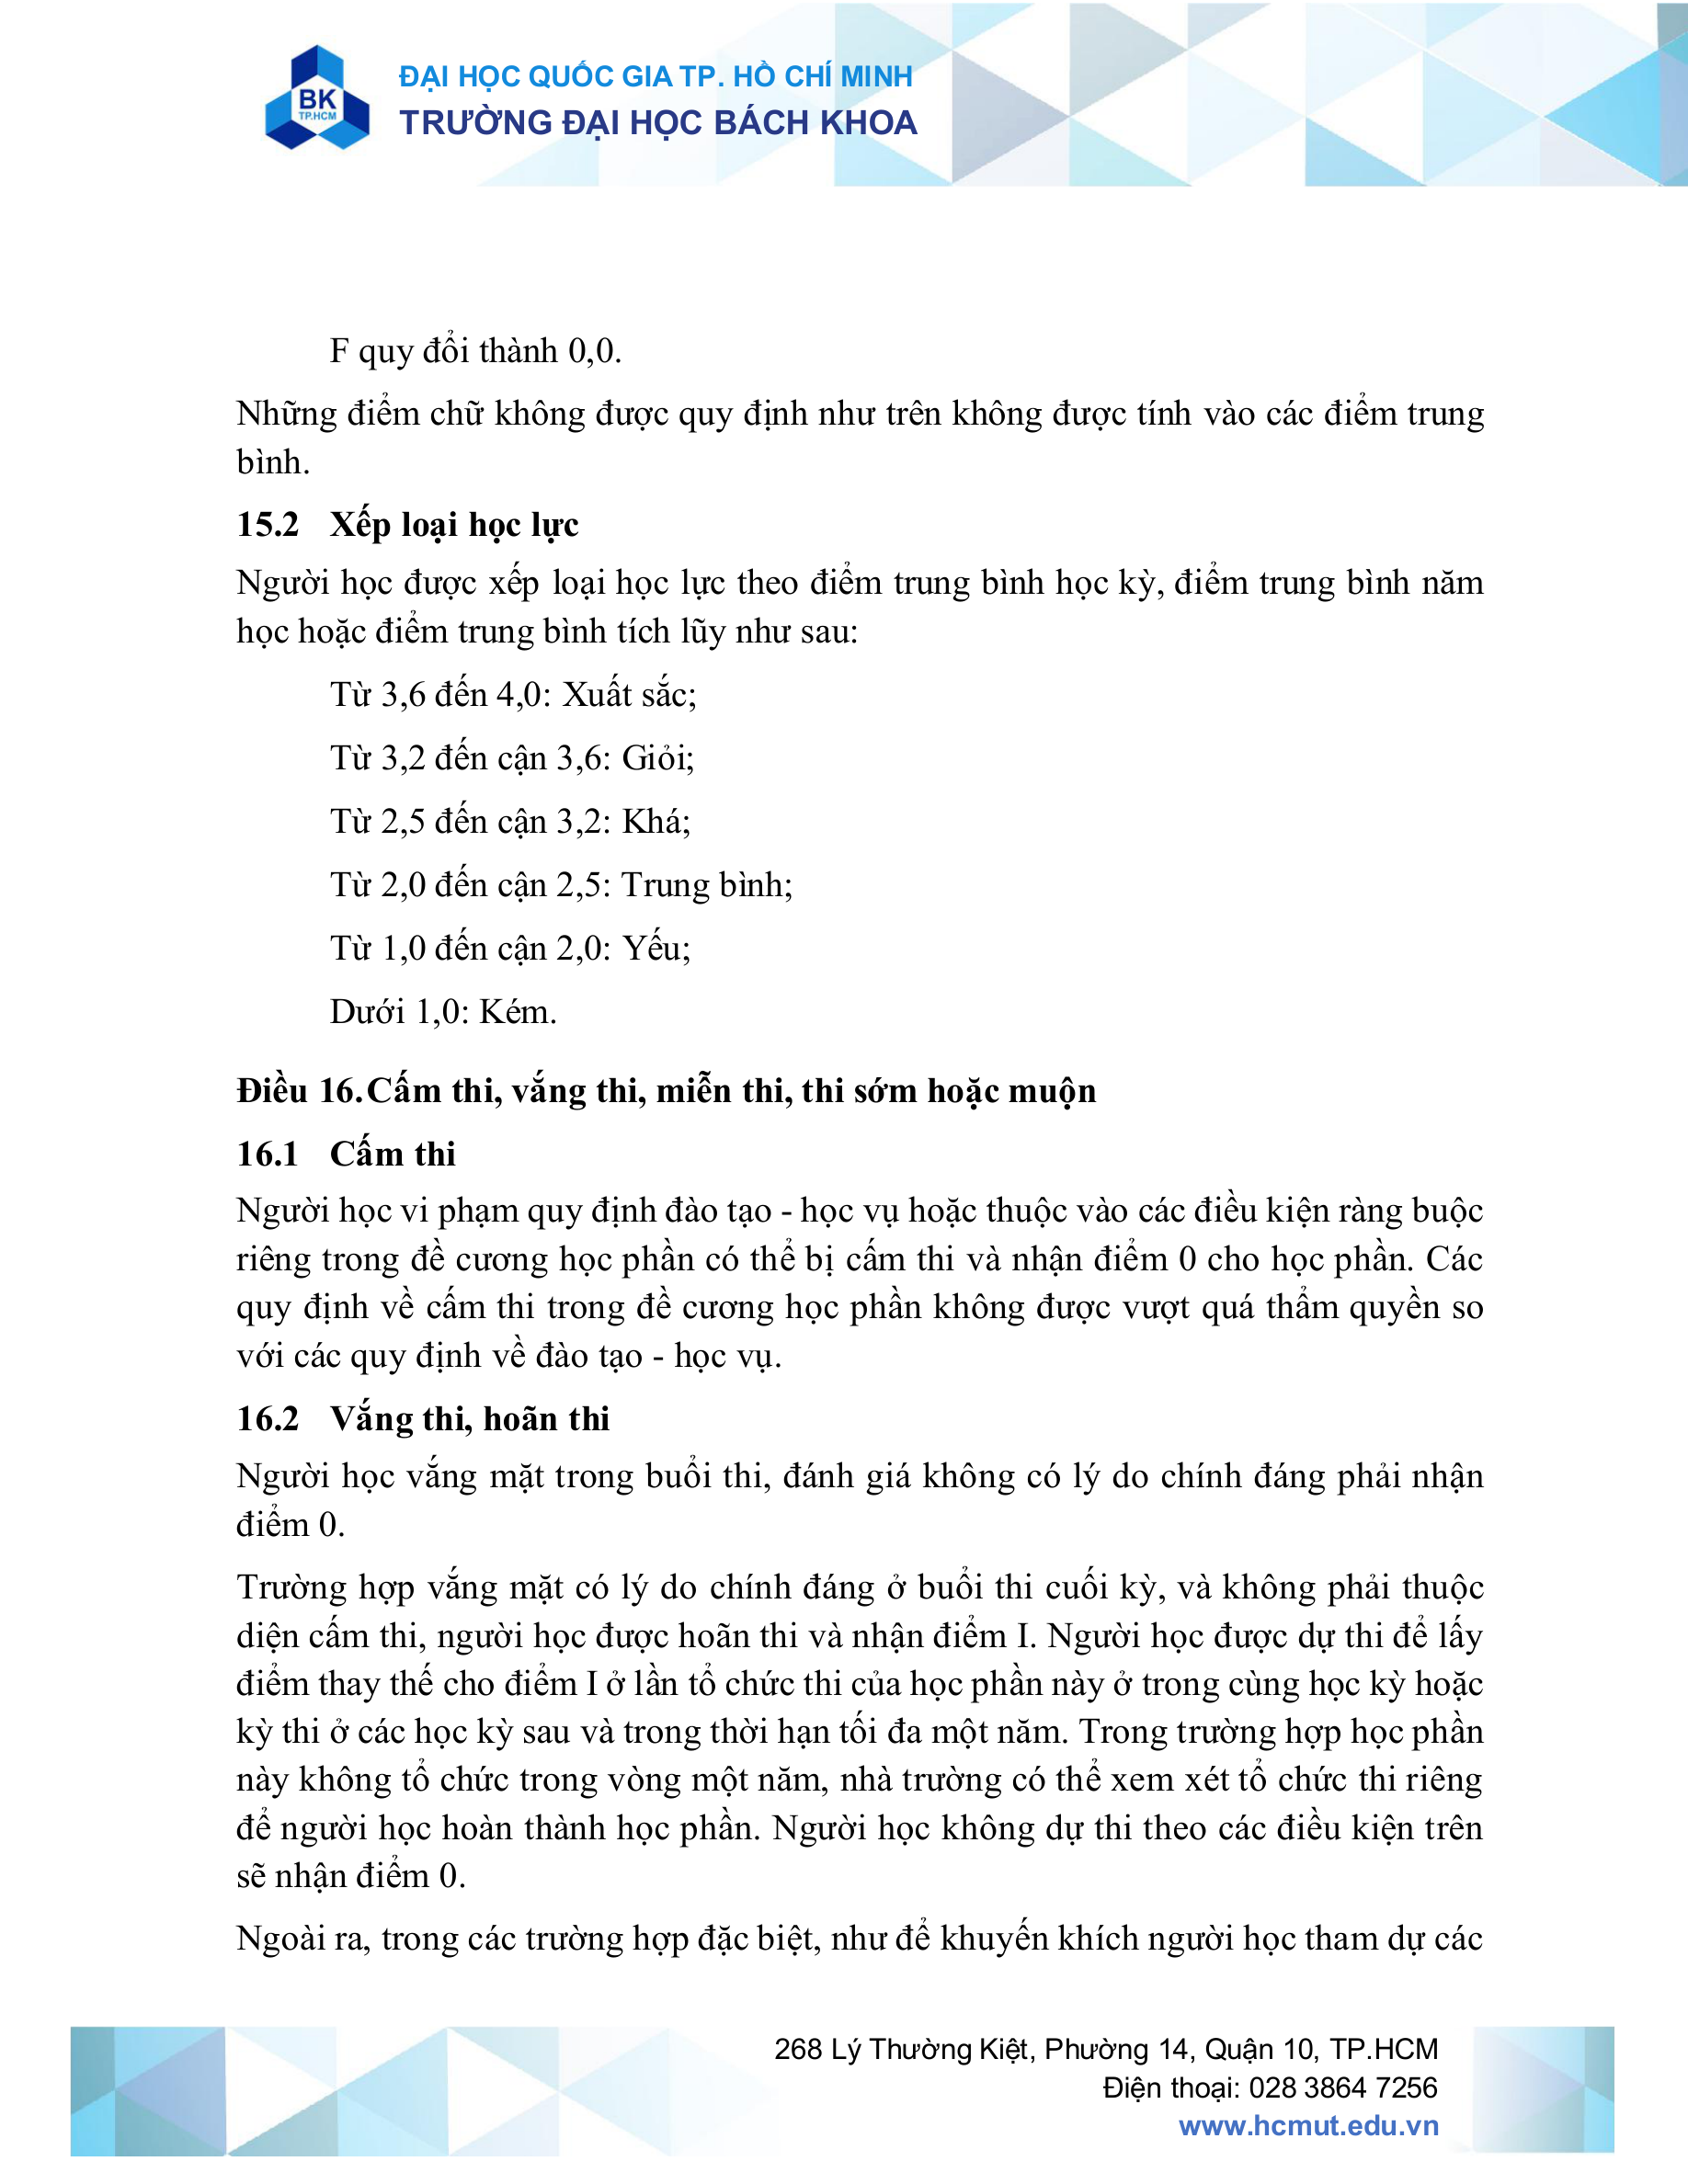 BK
TP.HCM
ĐẠI HỌC QUỐC GIA TP. HỒ CHÍ MINH
TRƯỜNG ĐẠI HỌC BÁCH KHOA
F quy đổi thành 0,0.
Những điểm chữ không được quy định như trên không được tính vào các điểm trung
bình.
15.2 Xếp loại học lực
Người học được xếp loại học lực theo điểm trung bình học kỳ, điểm trung bình năm
học hoặc điểm trung bình tích lũy như sau:
Từ 3,6 đến 4,0: Xuất sắc;
Từ 3,2 đến cận 3,6: Giỏi;
Từ 2,5 đến cận 3,2: Khá;
Từ 2,0 đến cận 2,5: Trung bình;
Từ 1,0 đến cận 2,0: Yếu;
Dưới 1,0: Kém.
Điều 16. Cấm thi, vắng thi, miễn thi, thi sớm hoặc muộn
16.1 Cấm thi
Người học vi phạm quy định đào tạo - học vụ hoặc thuộc vào các điều kiện ràng buộc
riêng trong đề cương học phần có thể bị cấm thi và nhận điểm 0 cho học phần. Các
quy định về cấm thi trong đề cương học phần không được vượt quá thẩm quyền so
với các quy định về đào tạo - học vụ.
16.2 Vắng thi, hoãn thi
Người học vắng mặt trong buổi thi, đánh giá không có lý do chính đáng phải nhận
điểm 0.
Trường hợp vắng mặt có lý do chính đáng ở buổi thi cuối kỳ, và không phải thuộc
diện cấm thi, người học được hoãn thi và nhận điểm I. Người học được dự thi để lấy
điểm thay thế cho điểm I ở lần tổ chức thi của học phần này ở trong cùng học kỳ hoặc
kỳ thi ở các học kỳ sau và trong thời hạn tối đa một năm. Trong trường hợp học phần
này không tổ chức trong vòng một năm, nhà trường có thể xem xét tổ chức thi riêng
để người học hoàn thành học phần. Người học không dự thi theo các điều kiện trên
sẽ nhận điểm 0.
Ngoài ra, trong các trường hợp đặc biệt, như để khuyến khích người học tham dự các
268 Lý Thường Kiệt, Phường 14, Quận 10, TP.HCM
Điện thoại: 028 3864 7256
www.hcmut.edu.vn